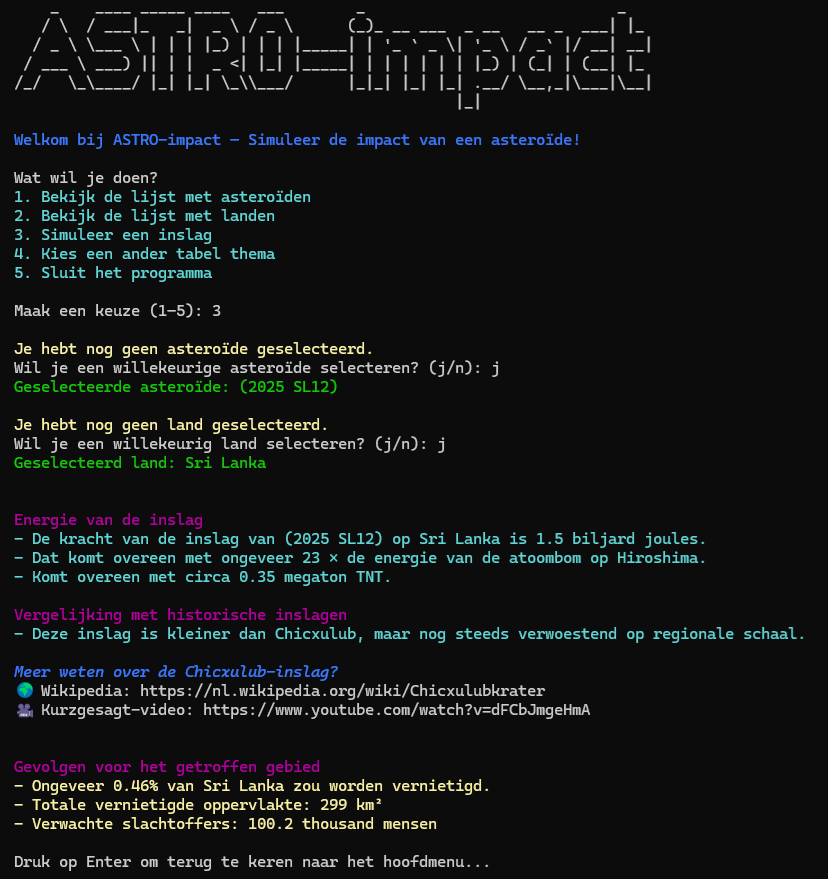 ASTRO-impact
Welkom bij ASTRO-impact - Simuleer de impact van een asteroïde!
Wat wil je doen?
1. Bekijk de lijst met asteroïden
2. Bekijk de lijst met landen
3. Simuleer een inslag
4. Kies een ander tabel thema
5. Sluit het programma
Maak een keuze (1-5): 3
Je hebt nog geen asteroïde geselecteerd.
Wil je een willekeurige asteroïde selecteren? (j/n): j
Geselecteerde asteroïde: (2025 SL12)
Je hebt nog geen land geselecteerd.
Wil je een willekeurig land selecteren? (j/n): j
Geselecteerd land: Sri Lanka
Energie van de inslag
- De kracht van de inslag van (2025 SL12) op Sri Lanka is 1.5 biljard joules.
- Dat komt overeen met ongeveer 23 × de energie van de atoombom op Hiroshima.
- Komt overeen met circa 0.35 megaton TNT.
Vergelijking met historische inslagen
- Deze inslag is kleiner dan Chicxulub, maar nog steeds verwoestend op regionale schaal.
Meer weten over de Chicxulub-inslag?
Wikipedia: https://nl.wikipedia.org/wiki/Chicxulubkrater
Kurzgesagt-video: https://www.youtube.com/watch?v=dFCbJmgeHmA
Gevolgen voor het getroffen gebied
- Ongeveer 0.46% van Sri Lanka zou worden vernietigd.
- Totale vernietigde oppervlakte: 299 km²
- Verwachte slachtoffers: 100.2 thousand mensen
Druk op Enter om terug te keren naar het hoofdmenu...